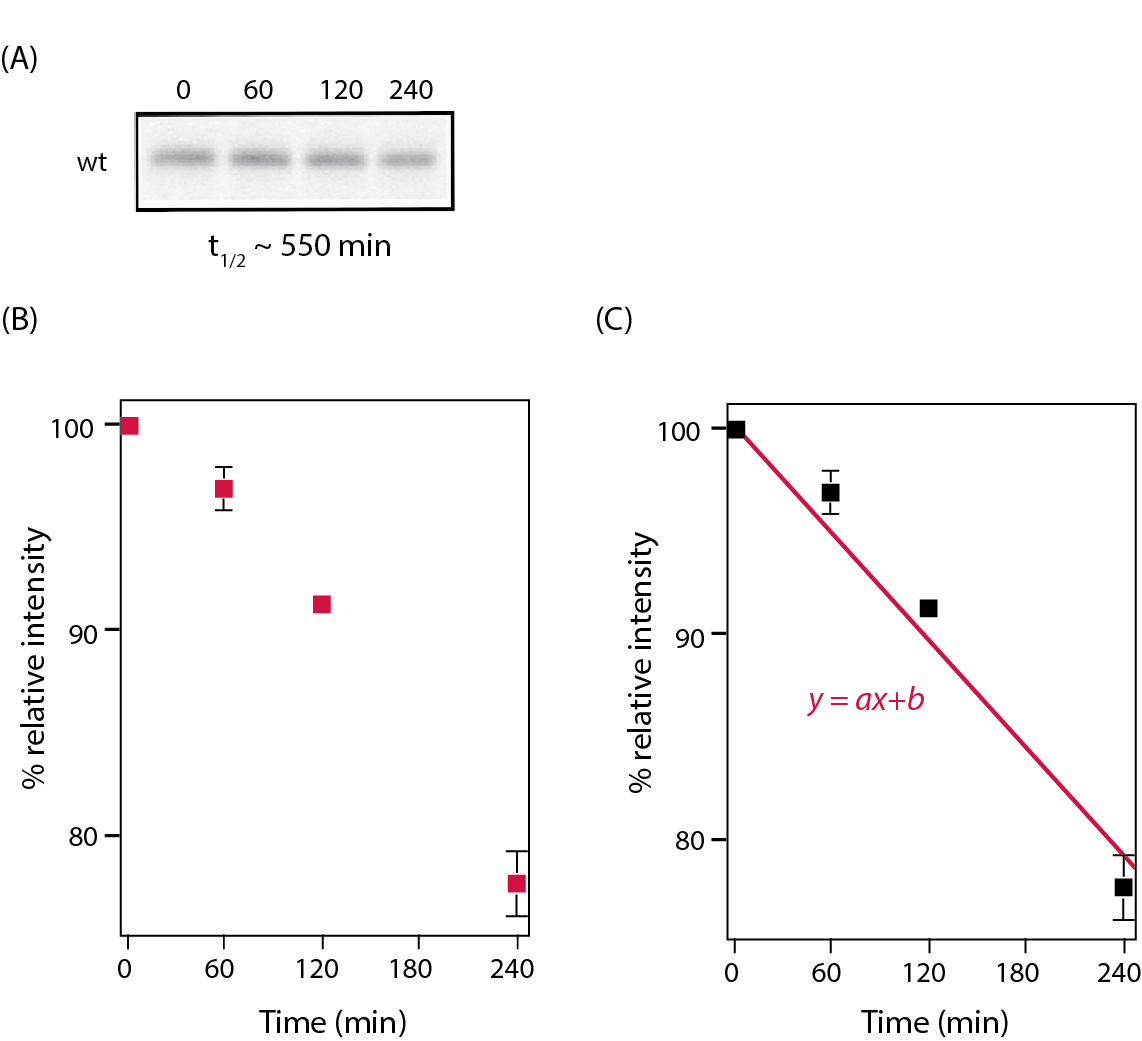 (A)
0 60 120 240
wt
t1/2 ~ 550 min
(B)
100
90
80
% relative intensity
0 60 120 180 240
Time (min)
(C)
100
90
80
% relative intensity
y = ax+b
0 60 120 180 240
Time (min)